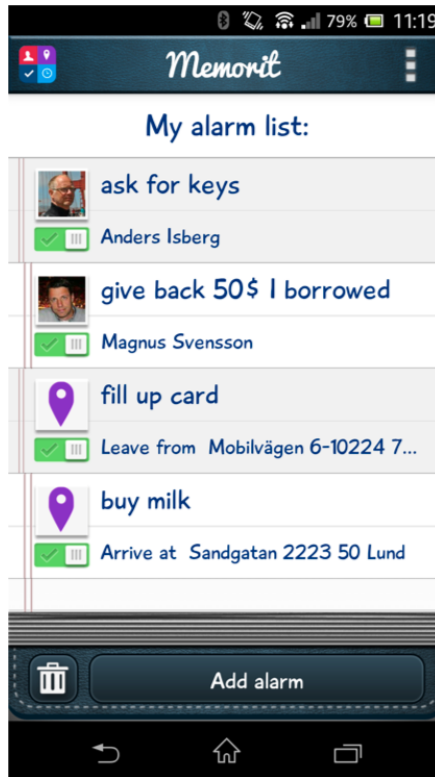 79% 11:19
Memorit
My alarm list:
ask for keys
Anders Isberg
give back 50$ I borrowed
Magnus Svensson
fill up card
Leave from Mobilvägen 6-10224 7...
buy milk
Arrive at Sandgatan 2223 50 Lund
Add alarm